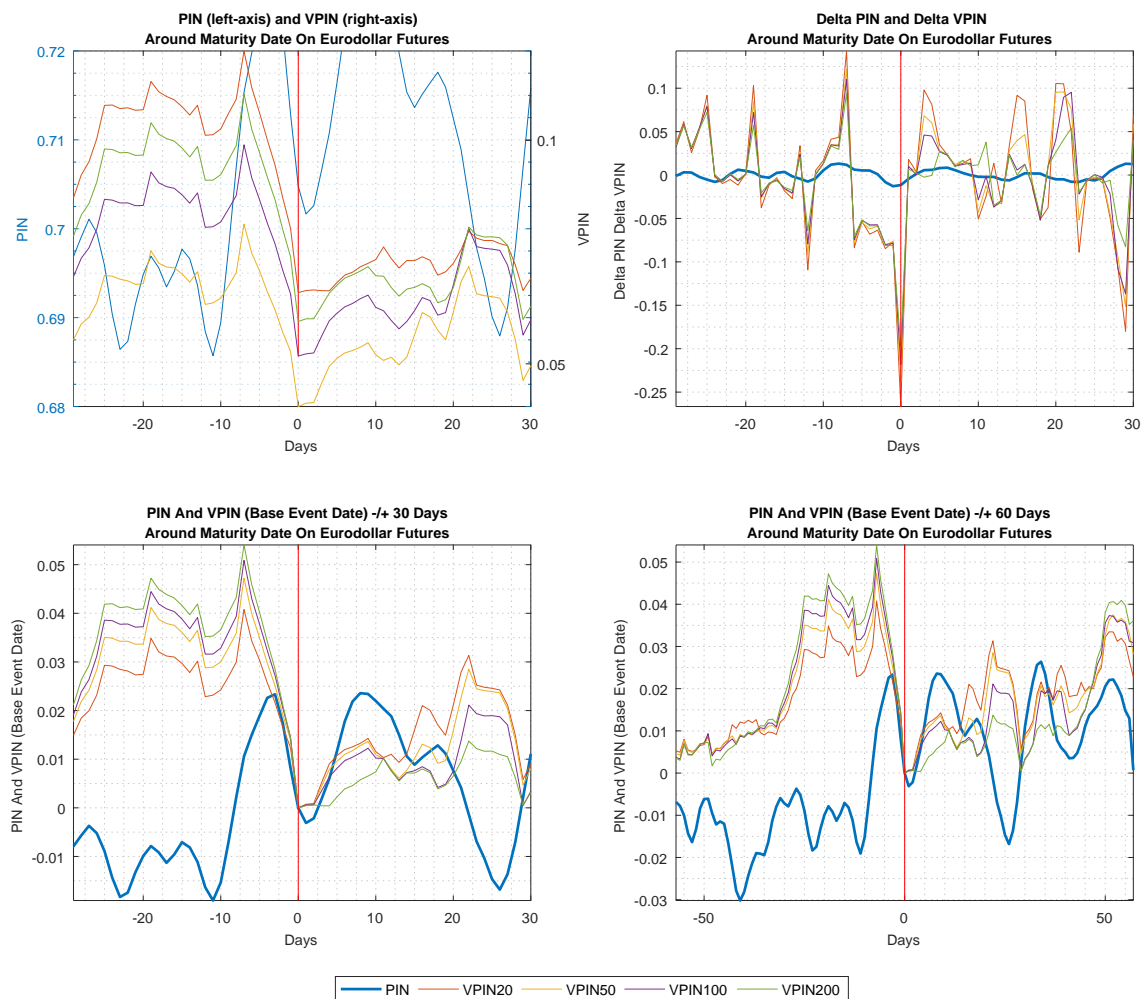 PIN (left-axis) and VPIN (right-axis)
Around Maturity Date On Eurodollar Futures
0.72
0.71
0.7
0.69
0.68
PIN
0.1
0.05
VPIN
-20
-10
0
10
20
30
Days
Delta PIN and Delta VPIN
Around Maturity Date On Eurodollar Futures
0.1
0.05
0
-0.05
-0.1
-0.15
-0.2
-0.25
Delta PIN Delta VPIN
-20
-10
0
10
20
30
Days
PIN And VPIN (Base Event Date) -/+ 30 Days
Around Maturity Date On Eurodollar Futures
0.05
0.04
0.03
0.02
0.01
0
-0.01
PIN And VPIN (Base Event Date)
-20
-10
0
10
20
30
Days
PIN And VPIN (Base Event Date) -/+ 60 Days
Around Maturity Date On Eurodollar Futures
0.05
0.04
0.03
0.02
0.01
0
-0.01
-0.02
-0.03
PIN And VPIN (Base Event Date)
-50
0
50
Days
PIN VPIN20 VPIN50 VPIN100 VPIN200